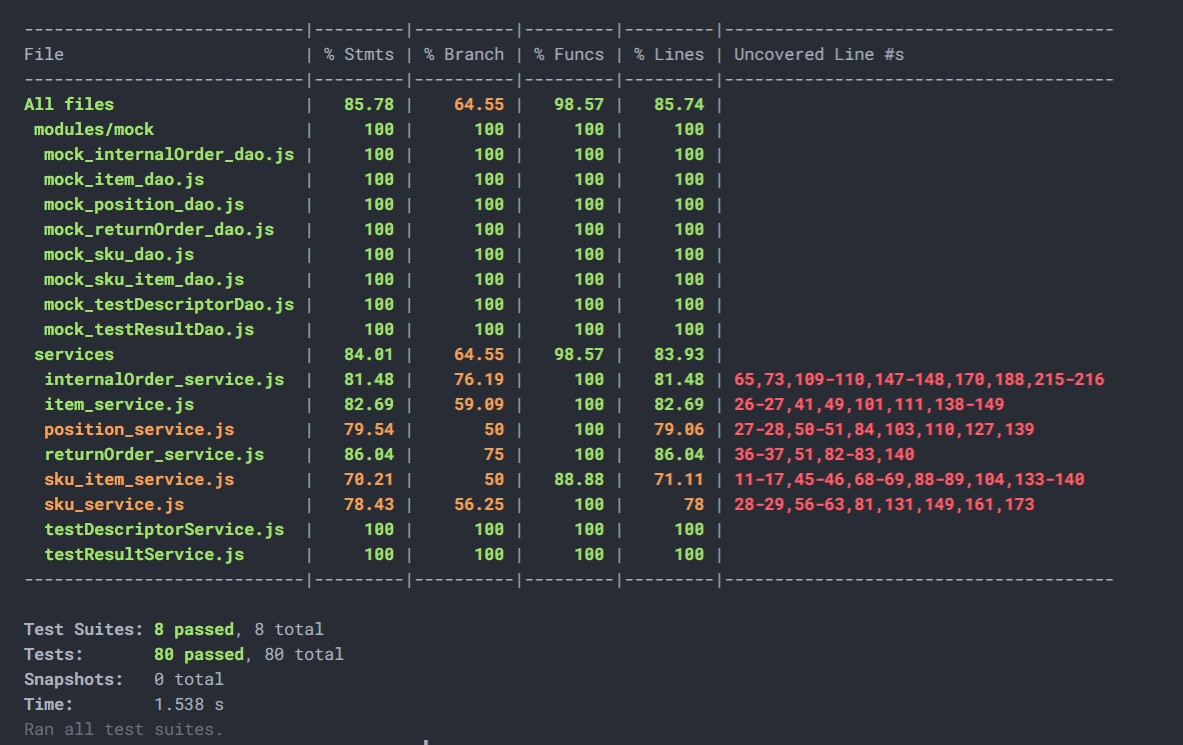 ----------------------------|---------|----------|---------|---------|---------------------------------------
File                        | % Stmts | % Branch | % Funcs | % Lines | Uncovered Line #s
----------------------------|---------|----------|---------|---------|---------------------------------------
All files                   |   85.78 |    64.55 |   98.57 |   85.74 |
 modules/mock               |     100 |      100 |     100 |     100 |
  mock_internalOrder_dao.js |     100 |      100 |     100 |     100 |
  mock_item_dao.js          |     100 |      100 |     100 |     100 |
  mock_position_dao.js      |     100 |      100 |     100 |     100 |
  mock_returnOrder_dao.js   |     100 |      100 |     100 |     100 |
  mock_sku_dao.js           |     100 |      100 |     100 |     100 |
  mock_sku_item_dao.js      |     100 |      100 |     100 |     100 |
  mock_testDescriptorDao.js |     100 |      100 |     100 |     100 |
  mock_testResultDao.js     |     100 |      100 |     100 |     100 |
 services                   |   84.01 |    64.55 |   98.57 |   83.93 |
  internalOrder_service.js  |   81.48 |    76.19 |     100 |   81.48 | 65,73,109-110,147-148,170,188,215-216
  item_service.js           |   82.69 |    59.09 |     100 |   82.69 | 26-27,41,49,101,111,138-149
  position_service.js       |   79.54 |       50 |     100 |   79.06 | 27-28,50-51,84,103,110,127,139
  returnOrder_service.js    |   86.04 |       75 |     100 |   86.04 | 36-37,51,82-83,140
  sku_item_service.js       |   70.21 |       50 |   88.88 |   71.11 | 11-17,45-46,68-69,88-89,104,133-140
  sku_service.js            |   78.43 |    56.25 |     100 |      78 | 28-29,56-63,81,131,149,161,173
  testDescriptorService.js  |     100 |      100 |     100 |     100 |
  testResultService.js      |     100 |      100 |     100 |     100 |
----------------------------|---------|----------|---------|---------|---------------------------------------
Test Suites: 8 passed, 8 total
Tests:       80 passed, 80 total
Snapshots:   0 total
Time:        1.538 s
Ran all test suites.